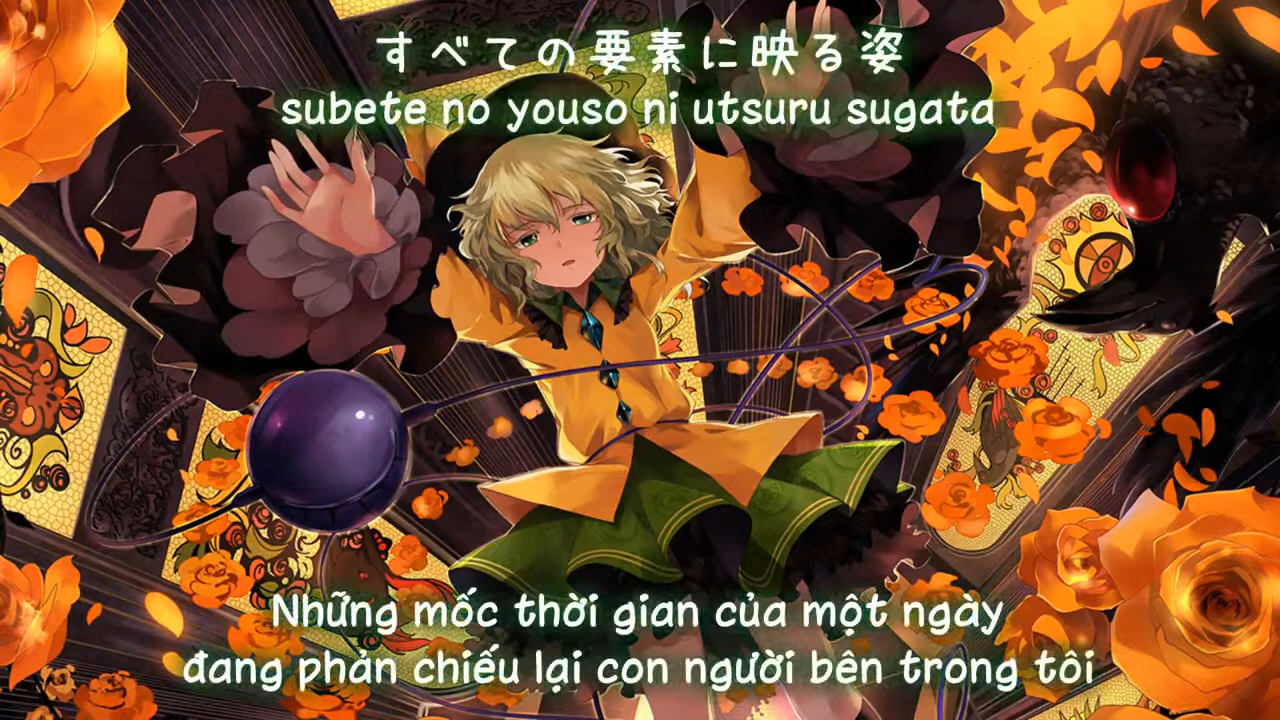 すべての要素に映る姿
subete no youso ni utsuru sugata
Những mốc thời gian của một ngày
đang phản chiếu lại con người bên trong tôi